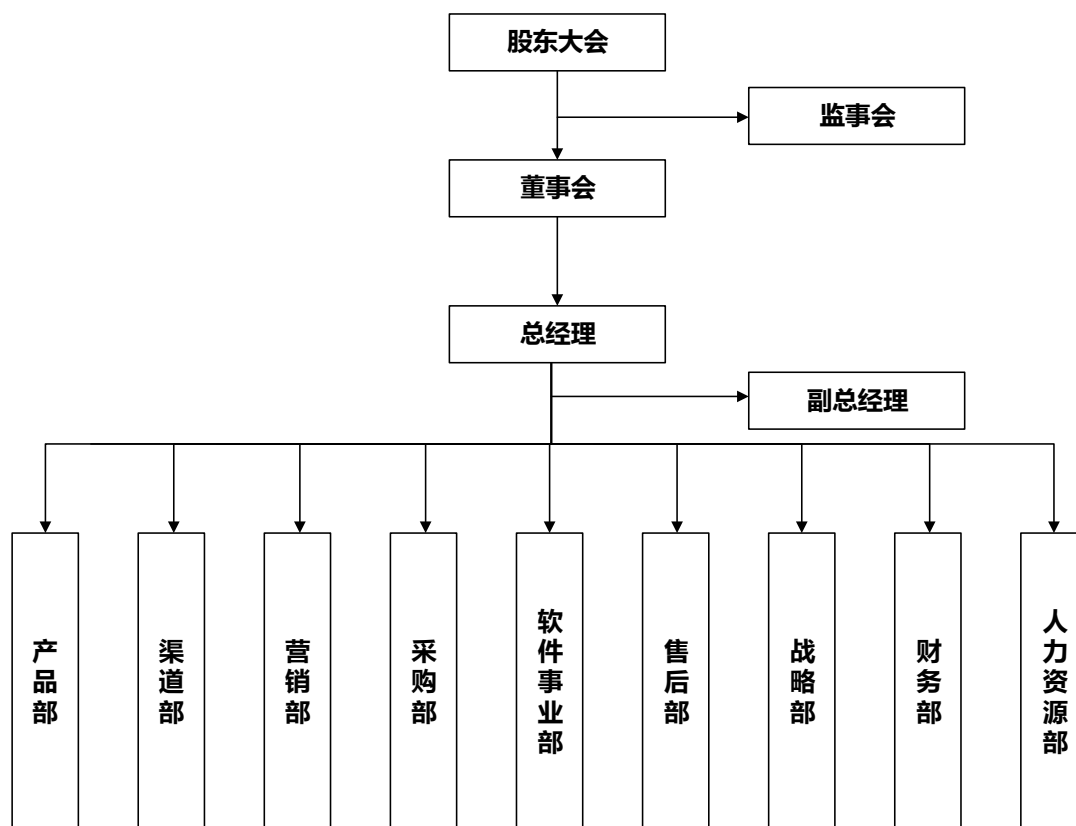 股东大会
监事会
董事会
总经理
副总经理
产品部
渠道部
营销部
采购部
软件事业部
售后部
战略部
财务部
人力资源部